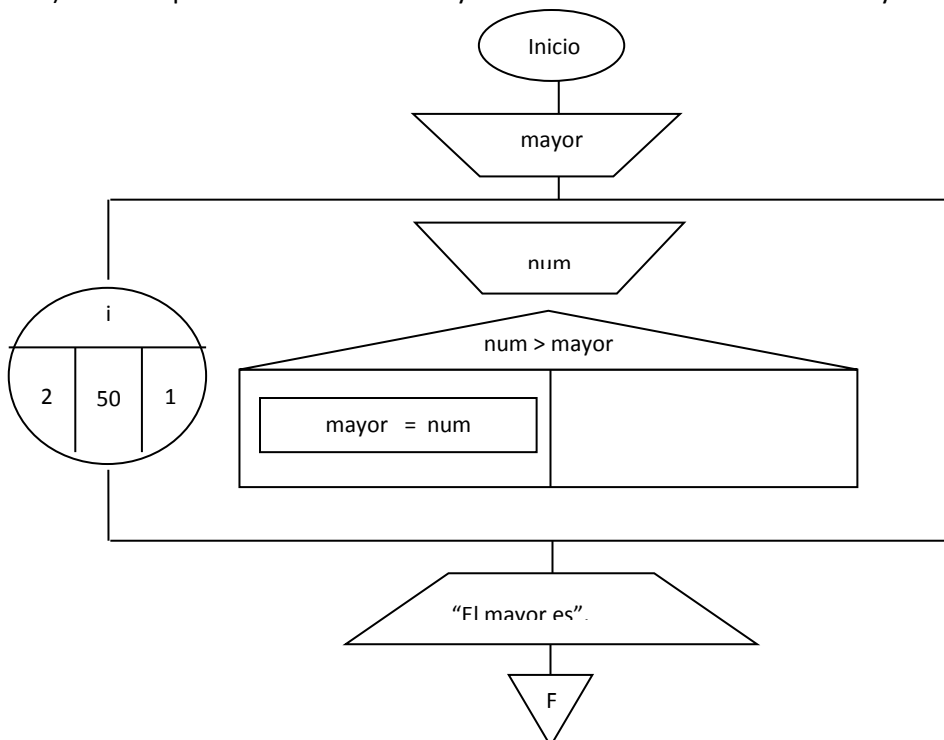 Inicio
mayor
num
i
num > mayor
2 50 1
mayor = num
“El mayor es”.
F